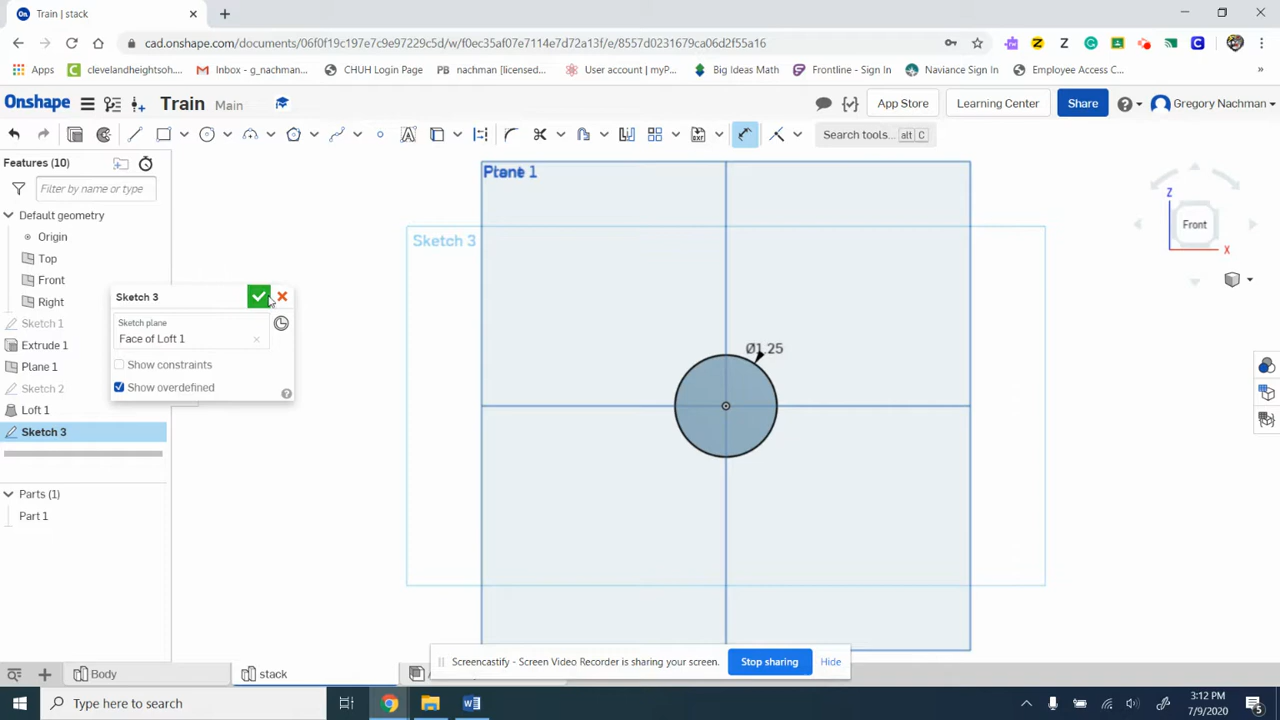 On Train | stack
cad.onshape.com/documents/
Apps
clevelandheightsoh...
Inbox - g_nachman...
CHUH Login Page
PB nachman [licensed...
User account | myP...
Big Ideas Math
Frontline - Sign In
Naviance Sign In
Employee Access C...
»
Onshape
Train
Main
App Store
Learning Center
Share
Gregory Nachman
Search tools... alt C
Features (10)
Filter by name or type
Default geometry
Origin
Top
Front
Right
Sketch 1
Extrude 1
Plane 1
Sketch 2
Loft 1
Sketch 3
Parts (1)
Part 1
Sketch 3
Sketch plane
Face of Loft 1
Show constraints
Show overdefined
Plane 1
Sketch 3
Ø1.25
Z
Front
X
Screencastify - Screen Video Recorder is sharing your screen.
Stop sharing
Hide
Body
stack
Type here to search
3:12 PM
7/9/2020
5